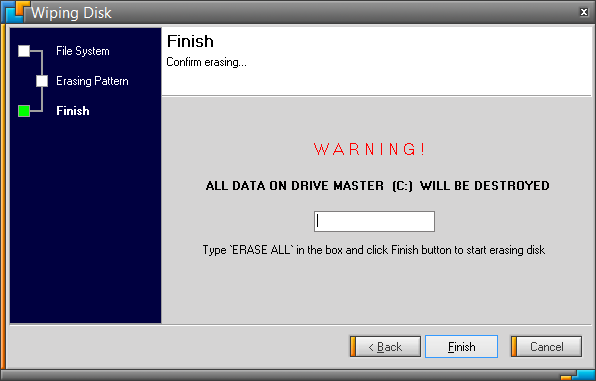 Wiping Disk
File System
Erasing Pattern
Finish
Finish
Confirm erasing...
WARNING!
ALL DATA ON DRIVE MASTER (C:) WILL BE DESTROYED
Type `ERASE ALL` in the box and click Finish button to start erasing disk
< Back
Finish
Cancel